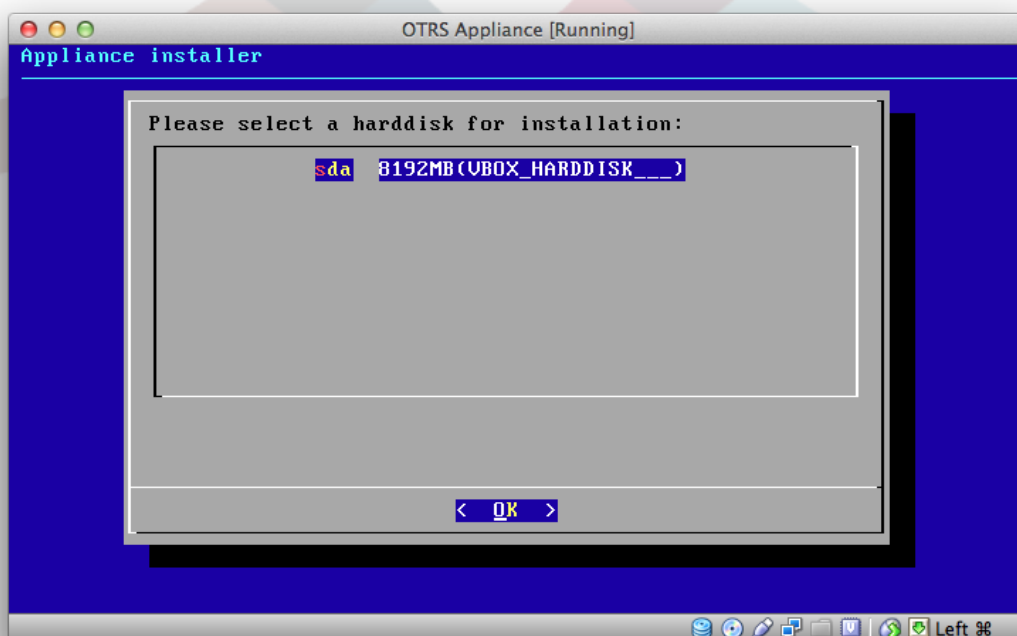 OTRS Appliance [Running]
Appliance installer
Please select a harddisk for installation:
sda 8192MB(VBOX_HARDDISK___)
< OK >
Left ⌘